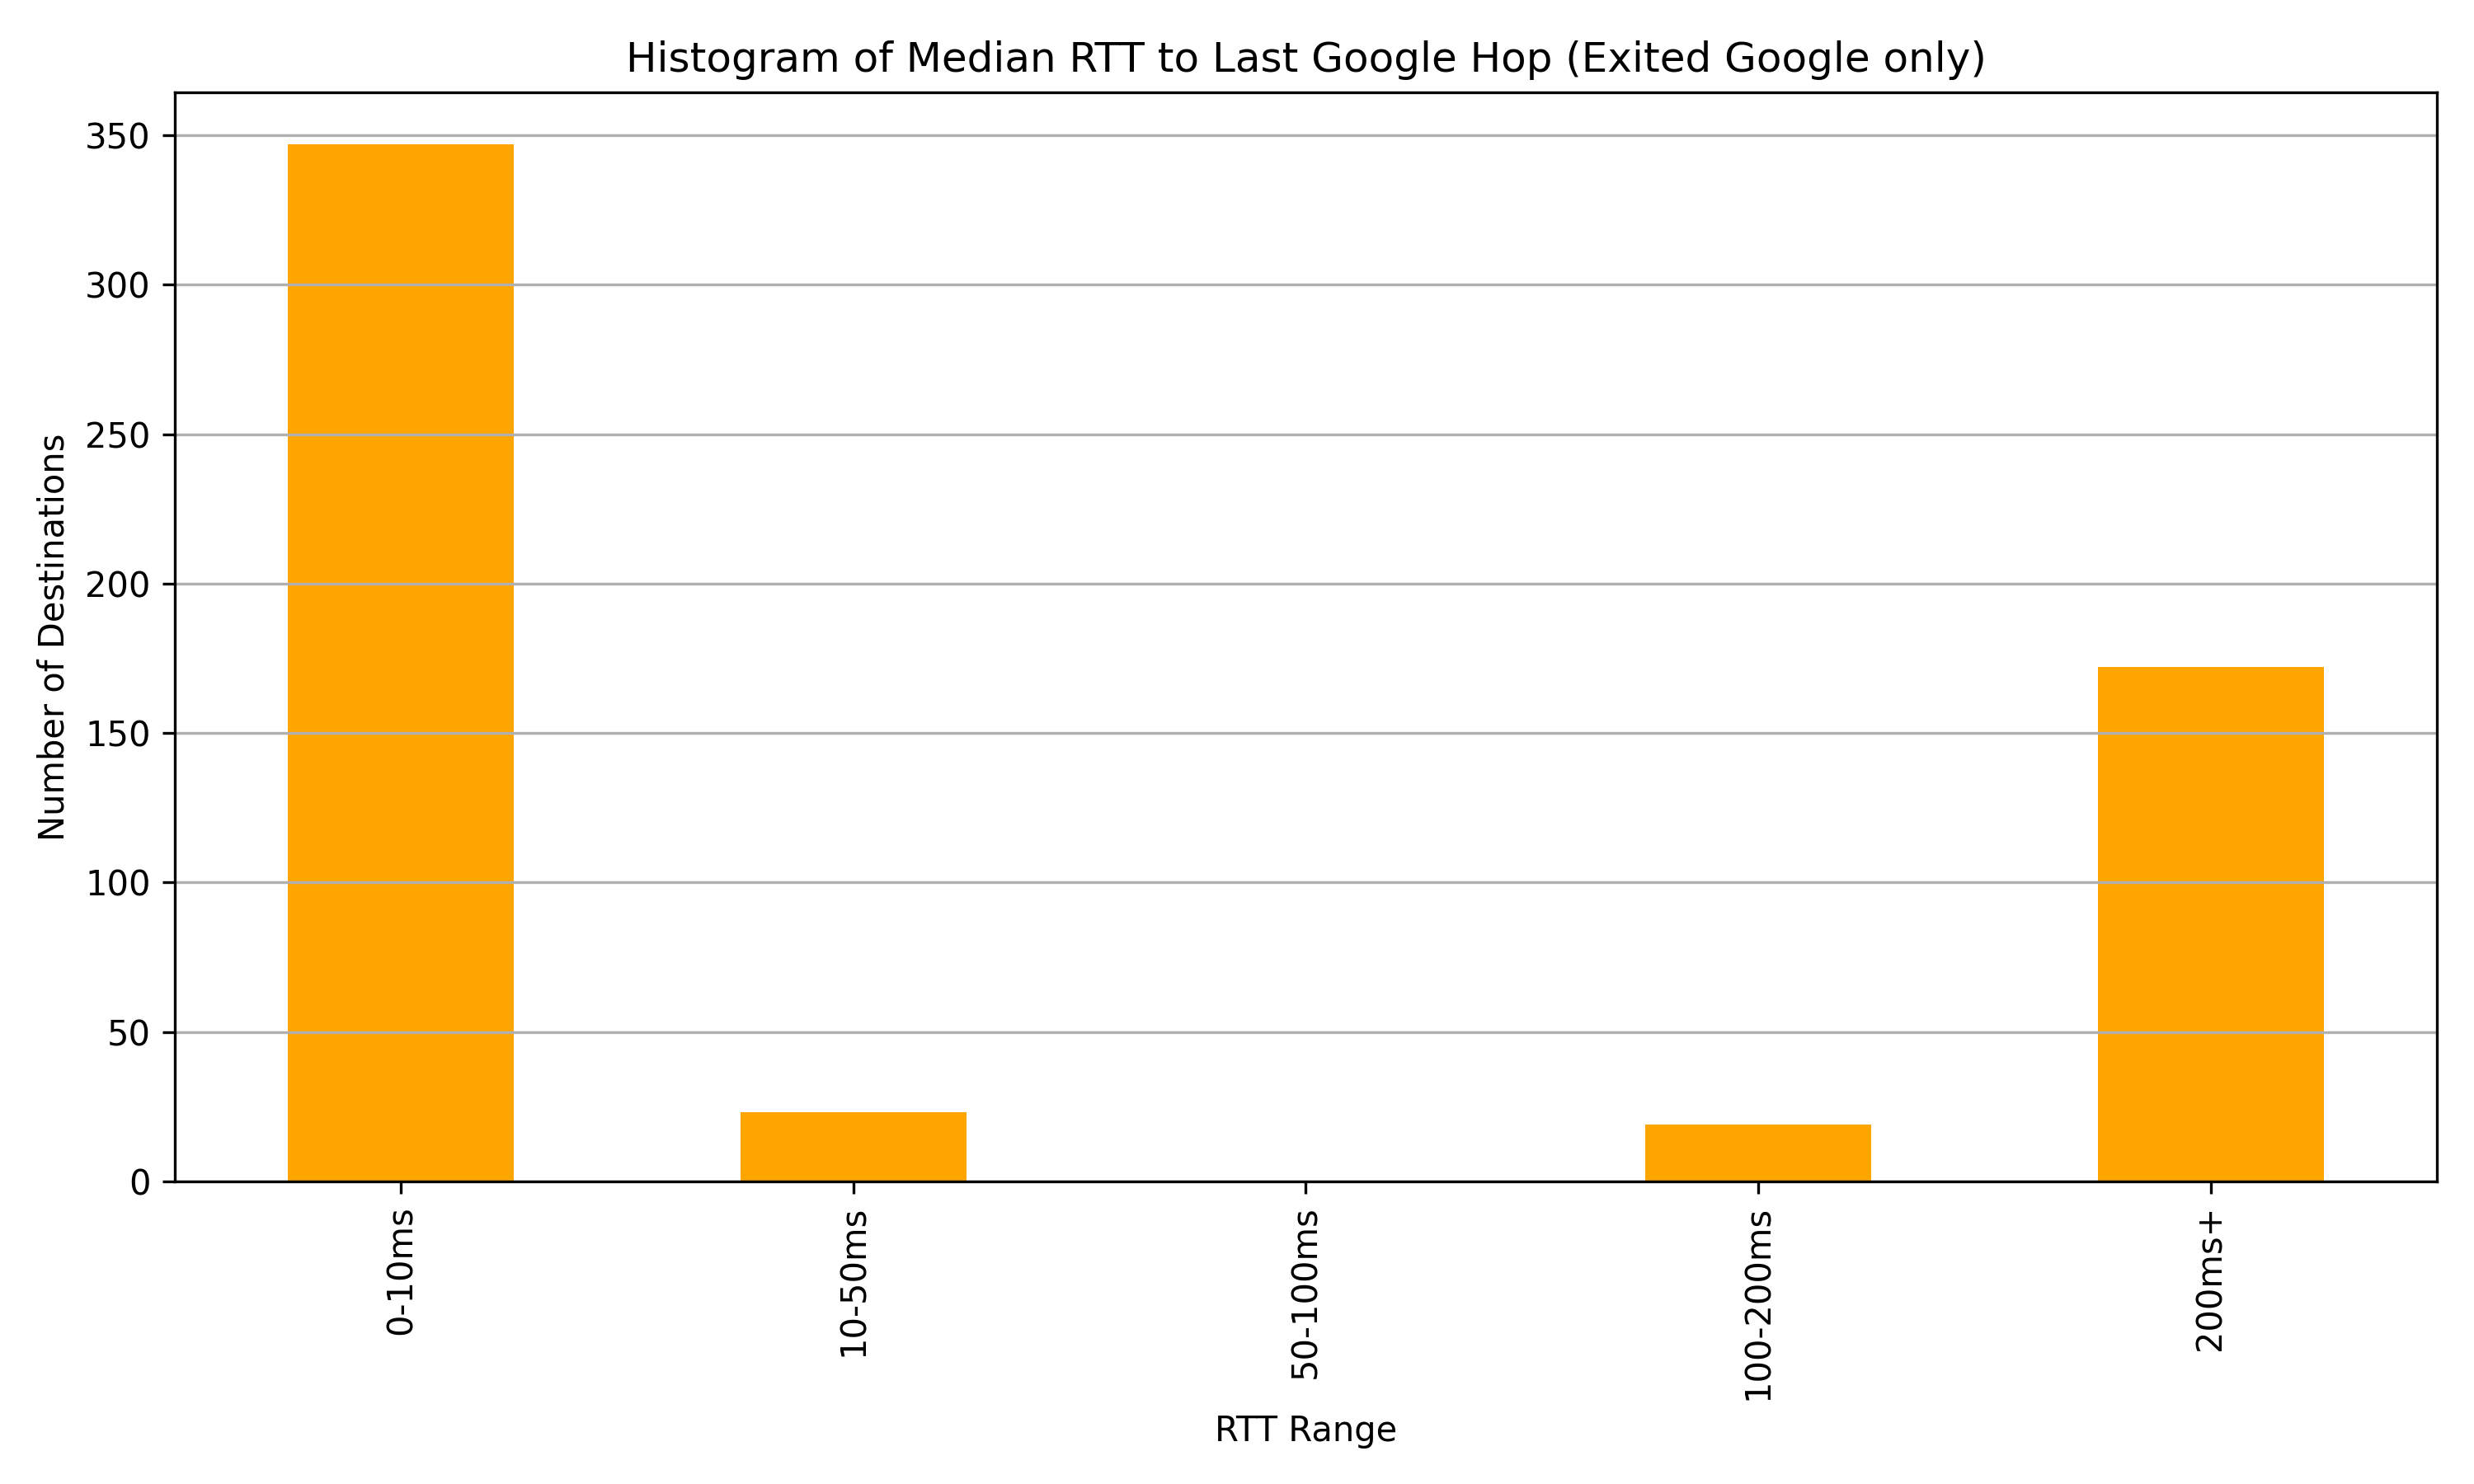 Histogram of Median RTT to Last Google Hop (Exited Google only)
Number of Destinations
350
300
250
200
150
100
50
0
0-10ms
10-50ms
50-100ms
100-200ms
200ms+
RTT Range